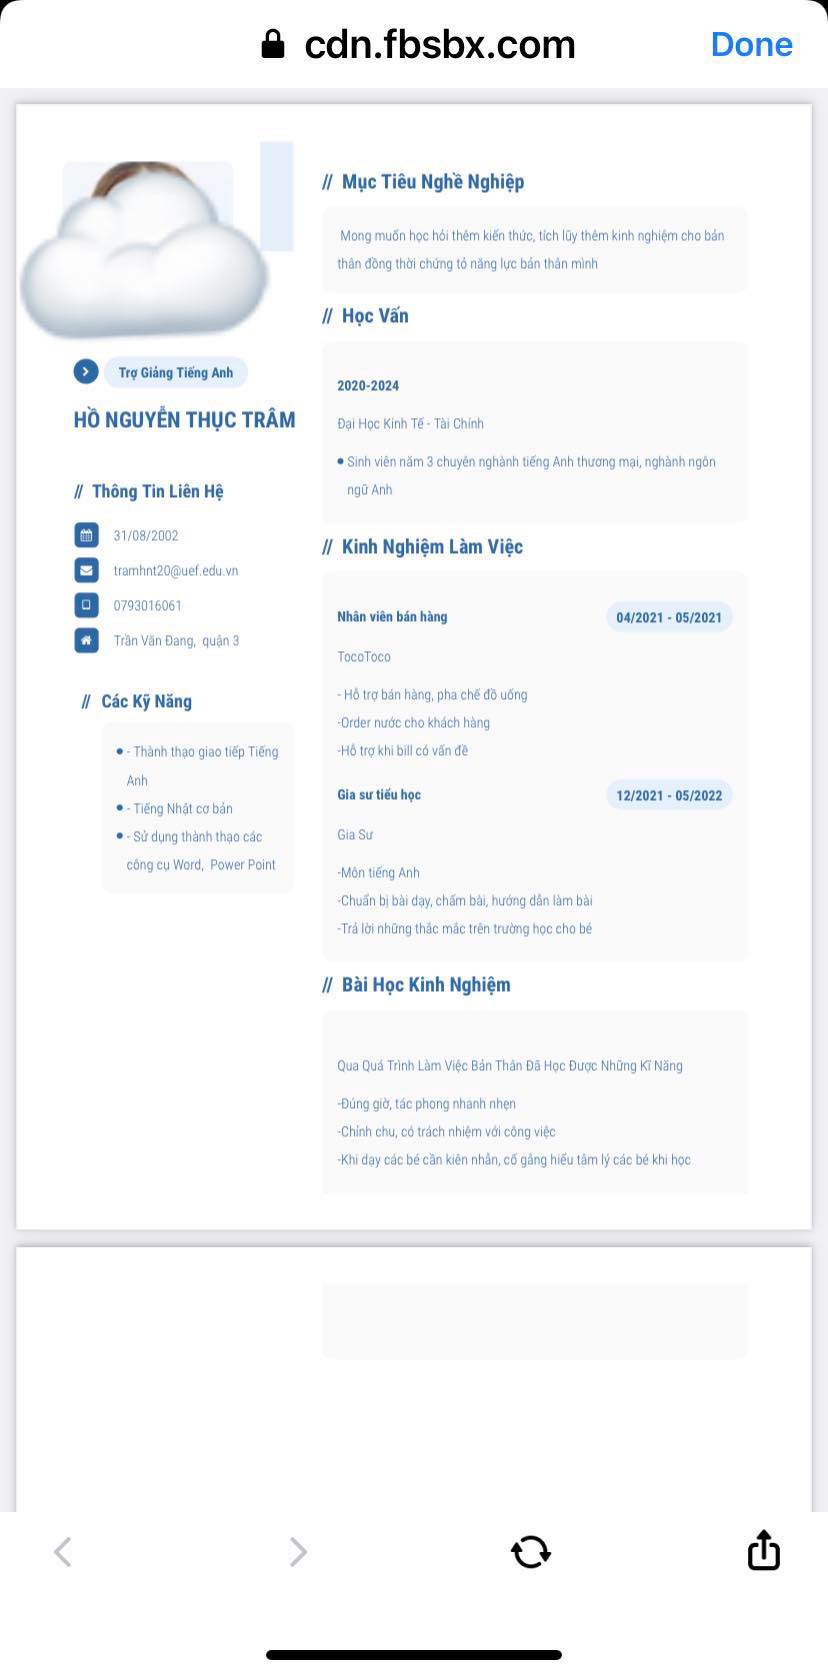 cdn.fbsbx.com
Done
Trợ Giảng Tiếng Anh
HỒ NGUYỄN THỤC TRÂM
// Thông Tin Liên Hệ
31/08/2002
tramhnt20@uef.edu.vn
0793016061
Trần Văn Đang, quận 3
// Các Kỹ Năng
- Thành thạo giao tiếp Tiếng
Anh
- Tiếng Nhật cơ bản
- Sử dụng thành thạo các
công cụ Word, Power Point
// Mục Tiêu Nghề Nghiệp
Mong muốn học hỏi thêm kiến thức, tích lũy thêm kinh nghiệm cho bản
thân đồng thời chứng tỏ năng lực bản thân mình
// Học Vấn
2020-2024
Đại Học Kinh Tế - Tài Chính
Sinh viên năm 3 chuyên nghành tiếng Anh thương mại, nghành ngôn
ngữ Anh
// Kinh Nghiệm Làm Việc
Nhân viên bán hàng 04/2021 - 05/2021
TocoToco
- Hỗ trợ bán hàng, pha chế đồ uống
-Order nước cho khách hàng
-Hỗ trợ khi bill có vấn đề
Gia sư tiểu học 12/2021 - 05/2022
Gia Sư
-Môn tiếng Anh
-Chuẩn bị bài dạy, chấm bài, hướng dẫn làm bài
-Trả lời những thắc mắc trên trường học cho bé
// Bài Học Kinh Nghiệm
Qua Quá Trình Làm Việc Bản Thân Đã Học Được Những Kĩ Năng
-Đúng giờ, tác phong nhanh nhẹn
-Chỉnh chu, có trách nhiệm với công việc
-Khi dạy các bé cần kiên nhẫn, cố gắng hiểu tâm lý các bé khi học